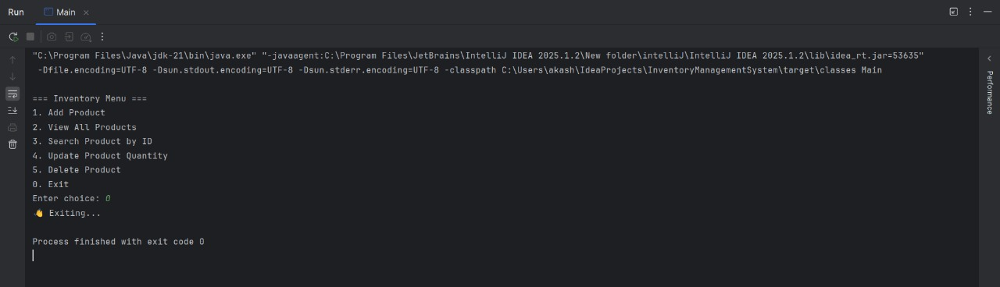 Run
Main
"C:\Program Files\Java\jdk-21\bin\java.exe" "-javaagent:C:\Program Files\JetBrains\IntelliJ IDEA 2025.1.2\New folder\intelliJ\IntelliJ IDEA 2025.1.2\lib\idea_rt.jar=53635"
-Dfile.encoding=UTF-8 -Dsun.stdout.encoding=UTF-8 -Dsun.stderr.encoding=UTF-8 -classpath C:\Users\akash\IdeaProjects\InventoryManagementSystem\target\classes Main
=== Inventory Menu ===
1. Add Product
2. View All Products
3. Search Product by ID
4. Update Product Quantity
5. Delete Product
0. Exit
Enter choice: 0
👋 Exiting...
Process finished with exit code 0
Performance